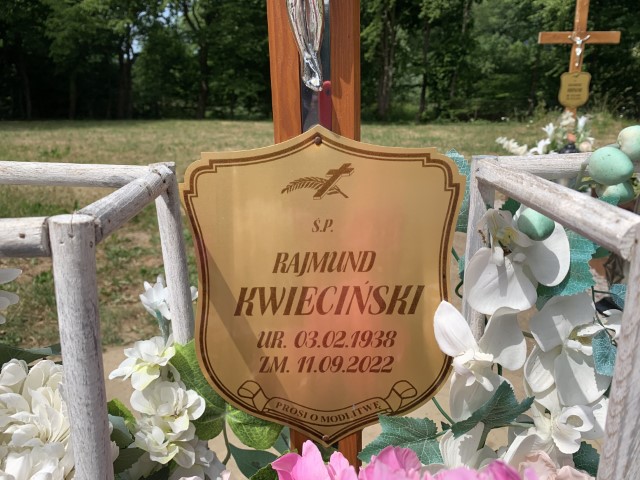 Ś.P.
RAJMUND
KWIECIŃSKI
UR. 03.02.1938
ZM. 11.09.2022
PROSI O MODLITWĘ